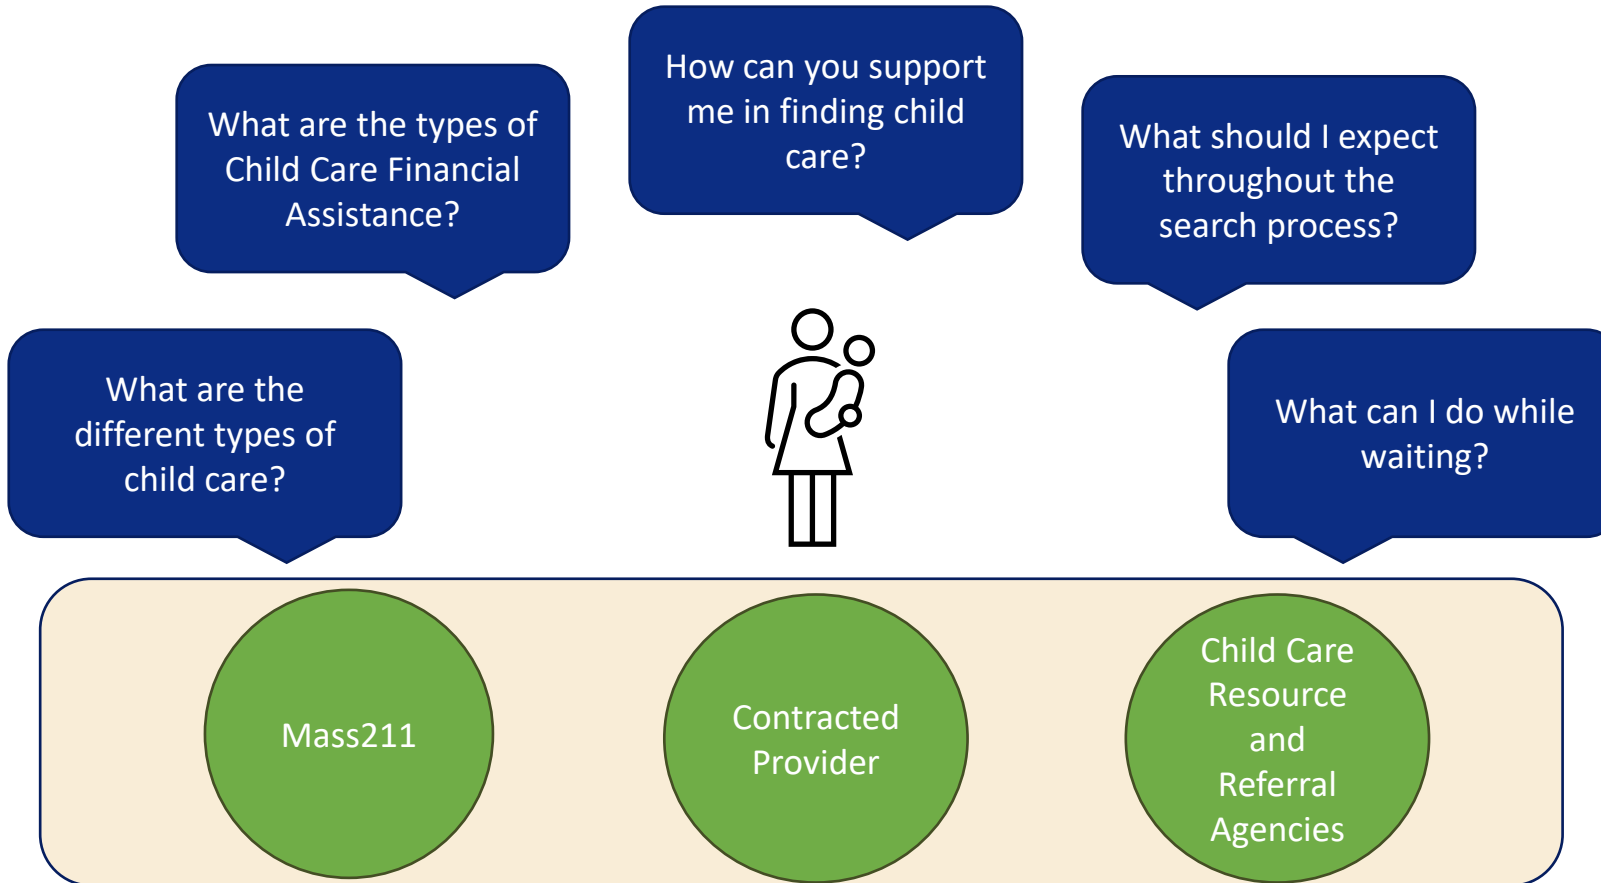 How can you support
me in finding child
care?
What are the types of
Child Care Financial
Assistance?
What should I expect
throughout the
search process?
What are the
different types of
child care?
What can I do while
waiting?
Mass211
Contracted
Provider
Child Care
Resource
and
Referral
Agencies